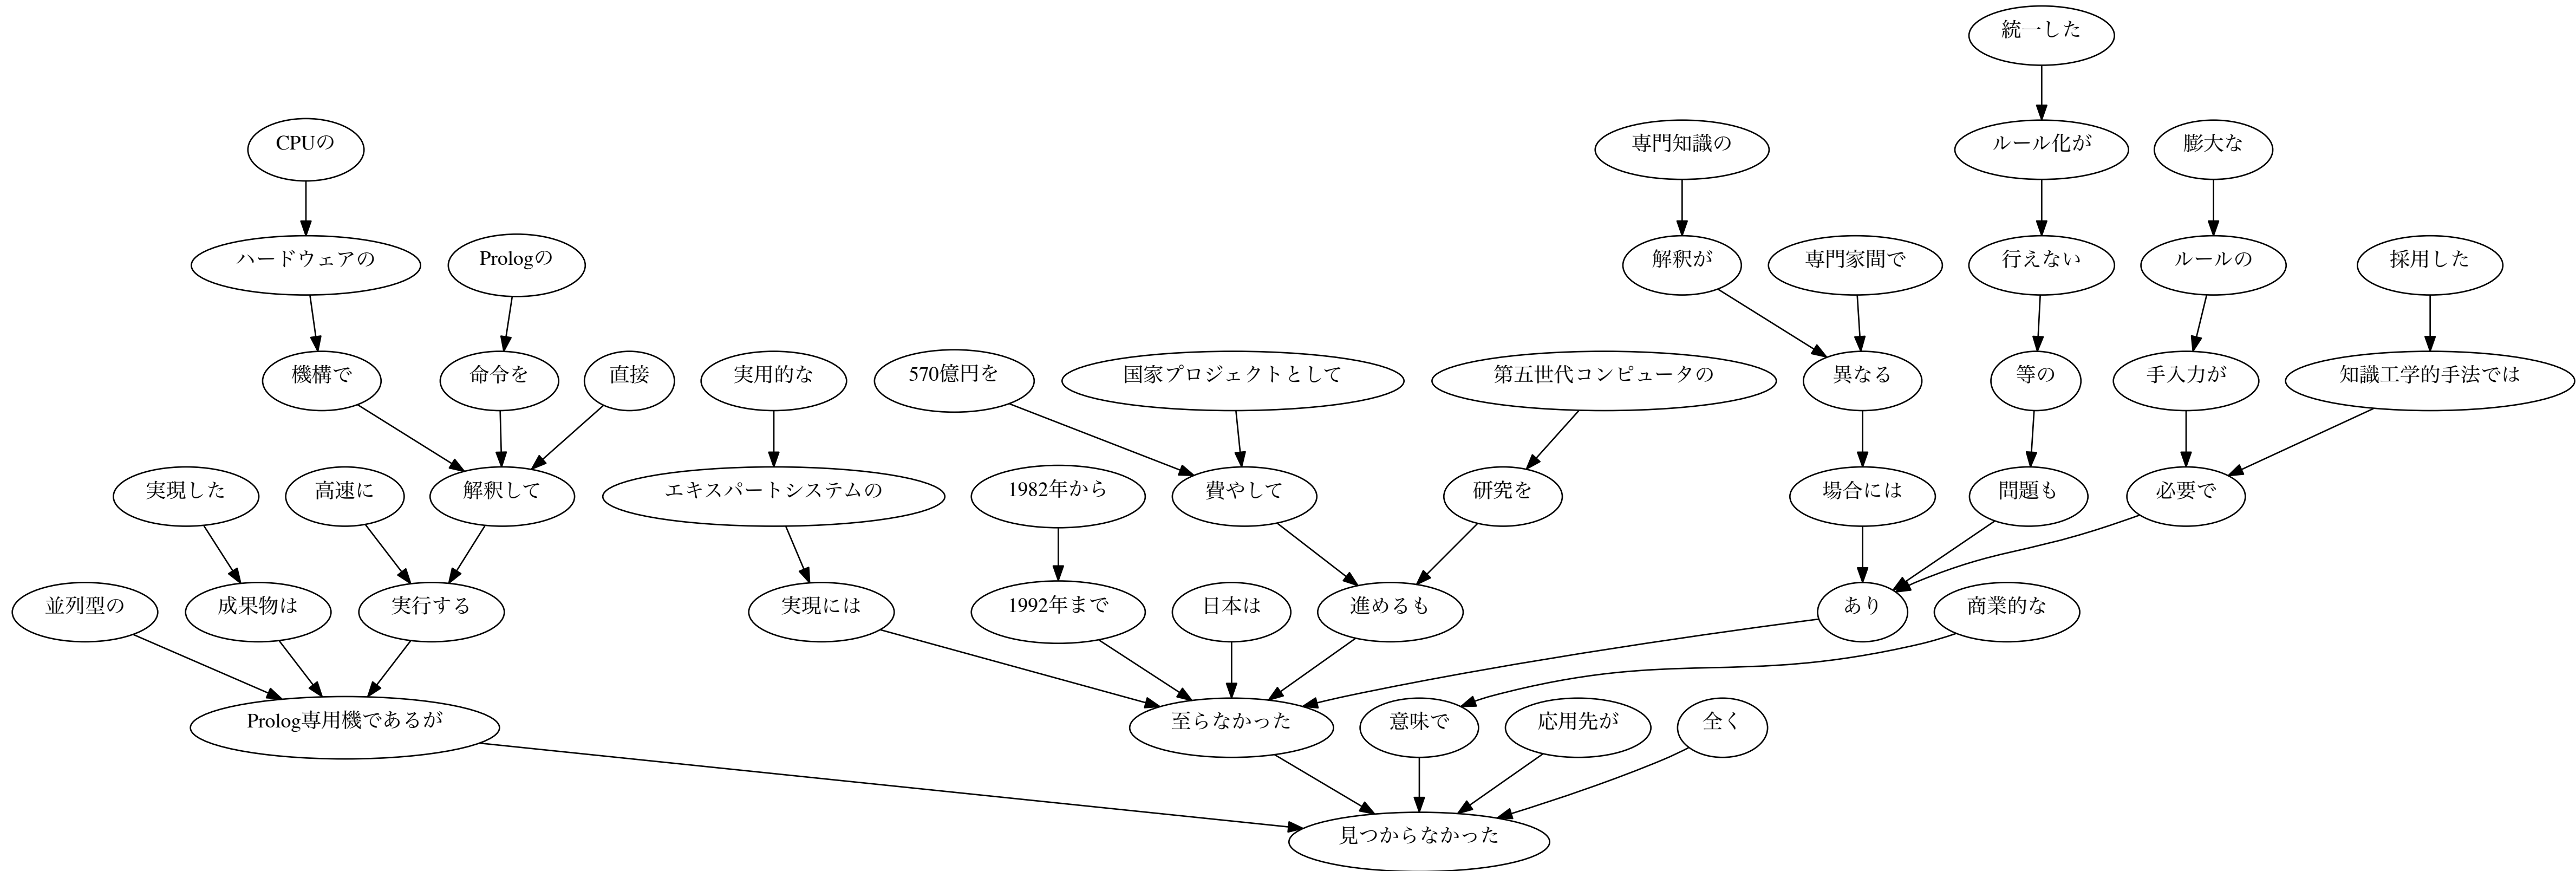 統一した
CPUの
専門知識の
ルール化が
膨大な
ハードウェアの
Prologの
解釈が
専門家間で
行えない
ルールの
採用した
機構で
命令を
直接
実用的な
570億円を
国家プロジェクトとして
第五世代コンピュータの
異なる
等の
手入力が
知識工学的手法では
実現した
高速に
解釈して
エキスパートシステムの
1982年から
費やして
研究を
場合には
問題も
必要で
並列型の
成果物は
実行する
実現には
1992年まで
日本は
進めるも
あり
商業的な
Prolog専用機であるが
至らなかった
意味で
応用先が
全く
見つからなかった